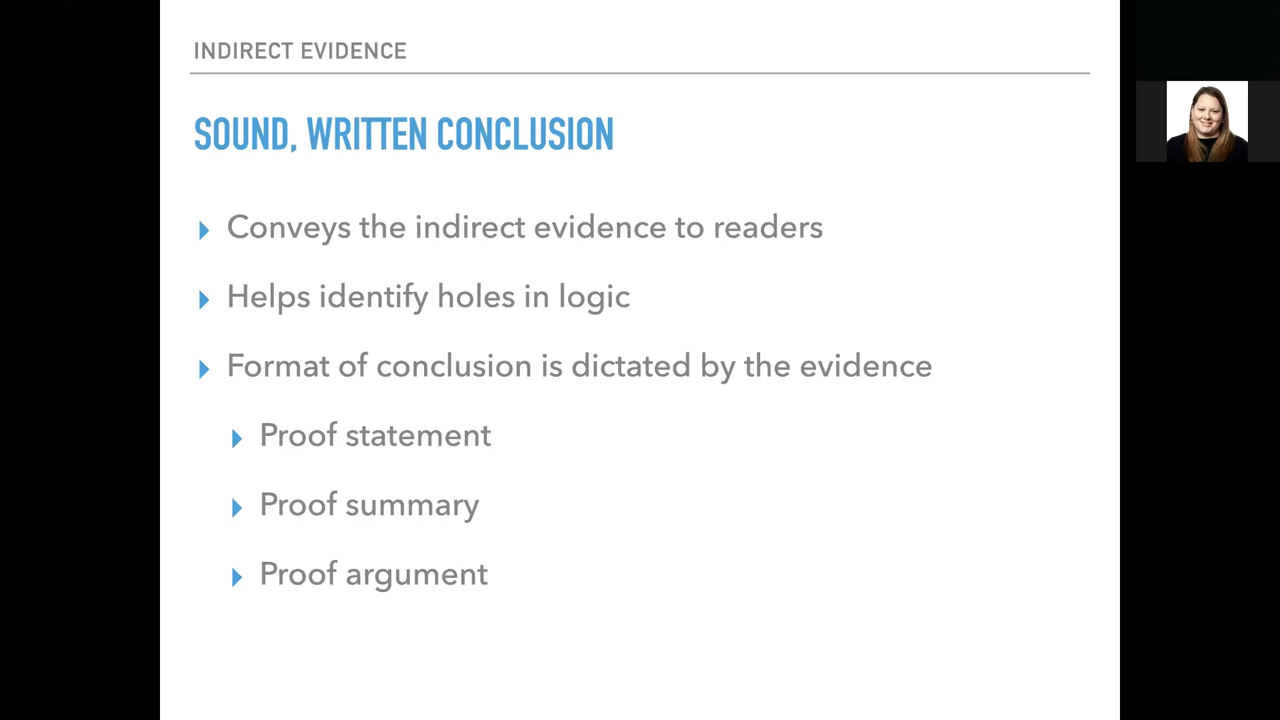 INDIRECT EVIDENCE
SOUND, WRITTEN CONCLUSION
Conveys the indirect evidence to readers
Helps identify holes in logic
Format of conclusion is dictated by the evidence
Proof statement
Proof summary
Proof argument